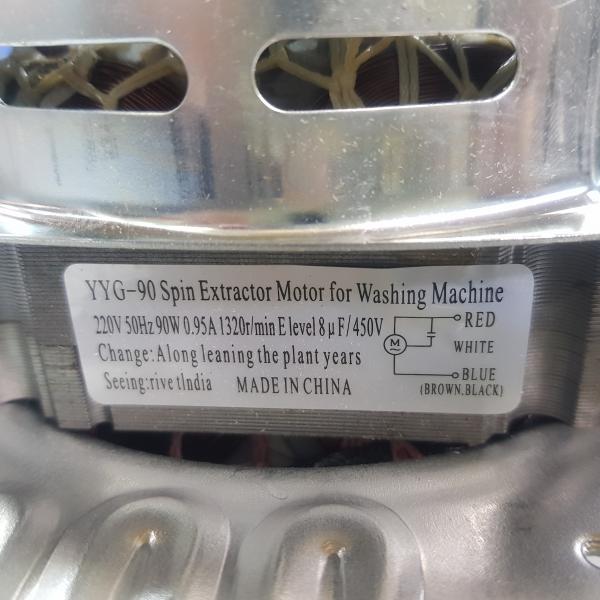 YYG-90 Spin Extractor Motor for Washing Machine
220V 50Hz 90W 0.95A 1320r/min E level 8μF/450V
Change:Along leaning the plant years
Seeing:rive tlndia MADE IN CHINA
M
RED
WHITE
BLUE
(BROWN.BLACK)